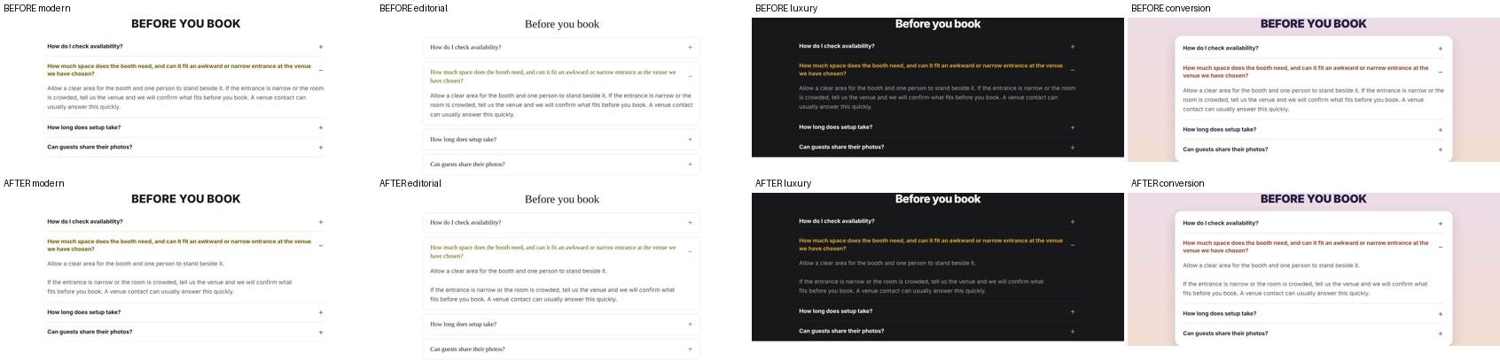 BEFORE modern
BEFORE YOU BOOK
How do I check availability? +
How much space does the booth need, and can it fit an awkward or narrow entrance at the venue −
we have chosen?
Allow a clear area for the booth and one person to stand beside it. If the entrance is narrow or the room
is crowded, tell us the venue and we will confirm what fits before you book. A venue contact can
usually answer this quickly.
How long does setup take? +
Can guests share their photos? +
BEFORE editorial
Before you book
How do I check availability? +
How much space does the booth need, and can it fit an awkward or narrow entrance at the venue we −
have chosen?
Allow a clear area for the booth and one person to stand beside it. If the entrance is narrow or the
room is crowded, tell us the venue and we will confirm what fits before you book. A venue contact
can usually answer this quickly.
How long does setup take? +
Can guests share their photos? +
BEFORE luxury
Before you book
How do I check availability? +
How much space does the booth need, and can it fit an awkward or narrow entrance at the venue −
we have chosen?
Allow a clear area for the booth and one person to stand beside it. If the entrance is narrow or the room
is crowded, tell us the venue and we will confirm what fits before you book. A venue contact can
usually answer this quickly.
How long does setup take? +
Can guests share their photos? +
BEFORE conversion
BEFORE YOU BOOK
How do I check availability? +
How much space does the booth need, and can it fit an awkward or narrow entrance at the −
venue we have chosen?
Allow a clear area for the booth and one person to stand beside it. If the entrance is narrow or
the room is crowded, tell us the venue and we will confirm what fits before you book. A venue
contact can usually answer this quickly.
How long does setup take? +
Can guests share their photos? +
AFTER modern
BEFORE YOU BOOK
How do I check availability? +
How much space does the booth need, and can it fit an awkward or narrow entrance at the venue −
we have chosen?
Allow a clear area for the booth and one person to stand beside it.
If the entrance is narrow or the room is crowded, tell us the venue and we will confirm what
fits before you book. A venue contact can usually answer this quickly.
How long does setup take? +
Can guests share their photos? +
AFTER editorial
Before you book
How do I check availability? +
How much space does the booth need, and can it fit an awkward or narrow entrance at the venue we −
have chosen?
Allow a clear area for the booth and one person to stand beside it.
If the entrance is narrow or the room is crowded, tell us the venue and we will confirm what
fits before you book. A venue contact can usually answer this quickly.
How long does setup take? +
Can guests share their photos? +
AFTER luxury
Before you book
How do I check availability? +
How much space does the booth need, and can it fit an awkward or narrow entrance at the venue −
we have chosen?
Allow a clear area for the booth and one person to stand beside it.
If the entrance is narrow or the room is crowded, tell us the venue and we will confirm what
fits before you book. A venue contact can usually answer this quickly.
How long does setup take? +
Can guests share their photos? +
AFTER conversion
BEFORE YOU BOOK
How do I check availability? +
How much space does the booth need, and can it fit an awkward or narrow entrance at the −
venue we have chosen?
Allow a clear area for the booth and one person to stand beside it.
If the entrance is narrow or the room is crowded, tell us the venue and we will confirm what
fits before you book. A venue contact can usually answer this quickly.
How long does setup take? +
Can guests share their photos? +